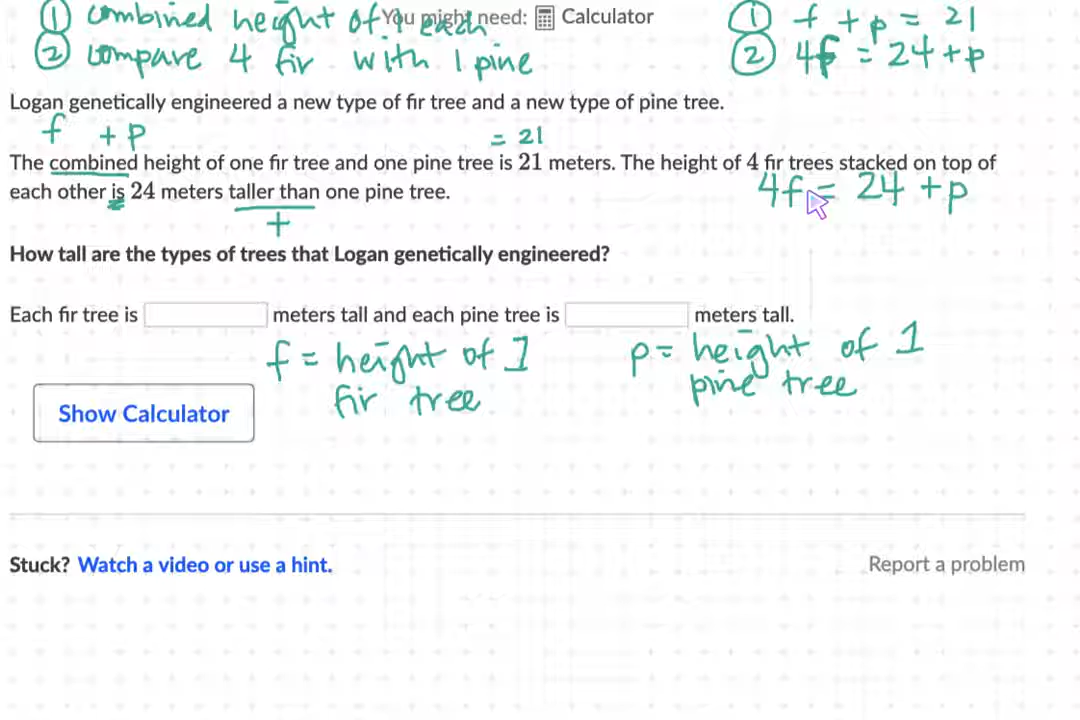 ① combined height of 1 each
You might need: Calculator
① f + p = 21
② compare 4 fir with 1 pine
② 4f = 24 + p
Logan genetically engineered a new type of fir tree and a new type of pine tree.
f + p = 21
The combined height of one fir tree and one pine tree is 21 meters. The height of 4 fir trees stacked on top of
each other is 24 meters taller than one pine tree.
4f = 24 + p
+
How tall are the types of trees that Logan genetically engineered?
Each fir tree is meters tall and each pine tree is meters tall.
f = height of 1
fir tree
p = height of 1
pine tree
Show Calculator
Stuck? Watch a video or use a hint.
Report a problem